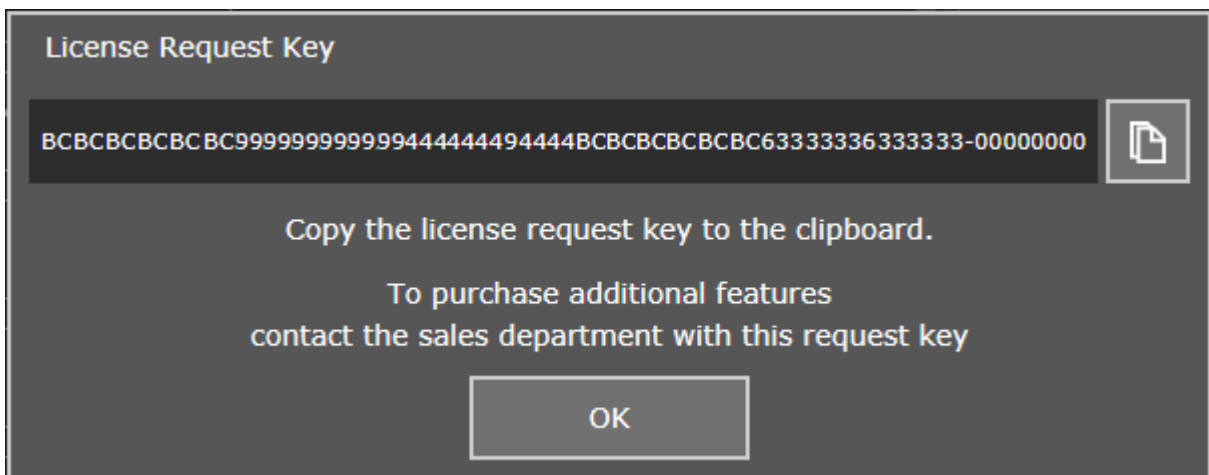 License Request Key
BCBCBCBCBCBC999999999999444444494444BCBCBCBCBCBC63333336333333-00000000
Copy the license request key to the clipboard.
To purchase additional features
contact the sales department with this request key
OK